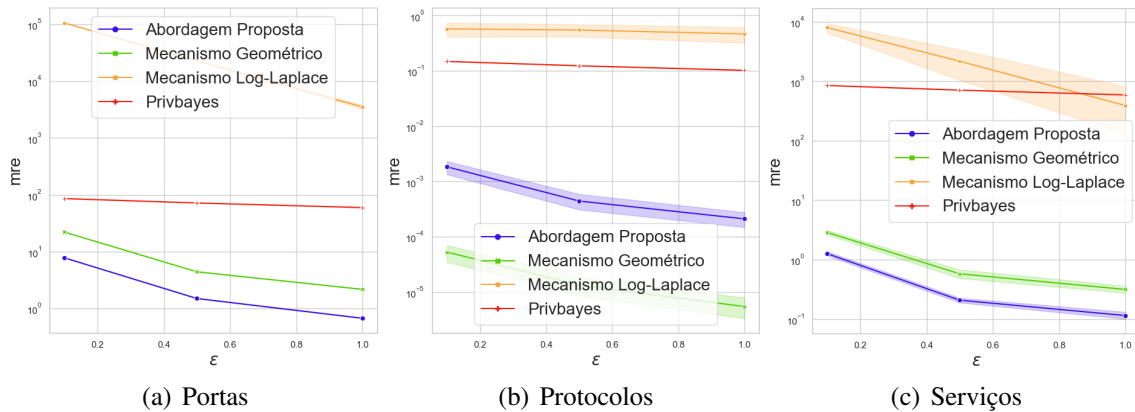 mre
10^5
10^4
10^3
10^2
10^1
10^0
Abordagem Proposta
Mecanismo Geométrico
Mecanismo Log-Laplace
Privbayes
0.2 0.4 0.6 0.8 1.0
ε
(a) Portas
mre
10^0
10^-1
10^-2
10^-3
10^-4
10^-5
Abordagem Proposta
Mecanismo Geométrico
Mecanismo Log-Laplace
Privbayes
0.2 0.4 0.6 0.8 1.0
ε
(b) Protocolos
mre
10^4
10^3
10^2
10^1
10^0
10^-1
Abordagem Proposta
Mecanismo Geométrico
Mecanismo Log-Laplace
Privbayes
0.2 0.4 0.6 0.8 1.0
ε
(c) Serviços